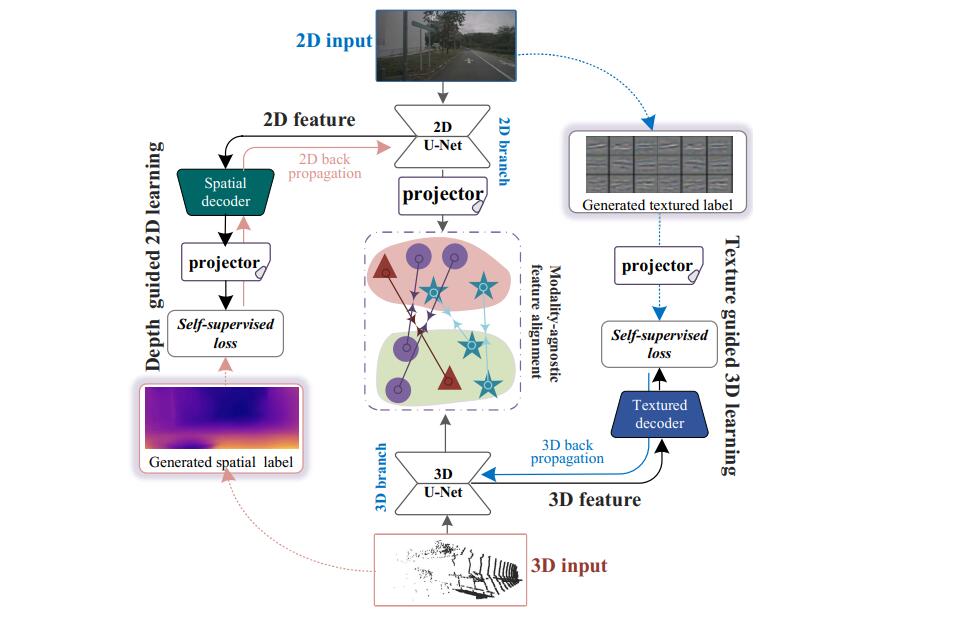 2D input
2D feature
2D
U-Net
2D branch
2D back
propagation
Spatial
decoder
projector
projector
Generated textured label
Depth guided 2D learning
projector
projector
Modality-agnostic
feature alignment
Texture guided 3D learning
Self-supervised
loss
Self-supervised
loss
Textured
decoder
Generated spatial label
3D branch
3D
U-Net
3D back
propagation
3D feature
3D input